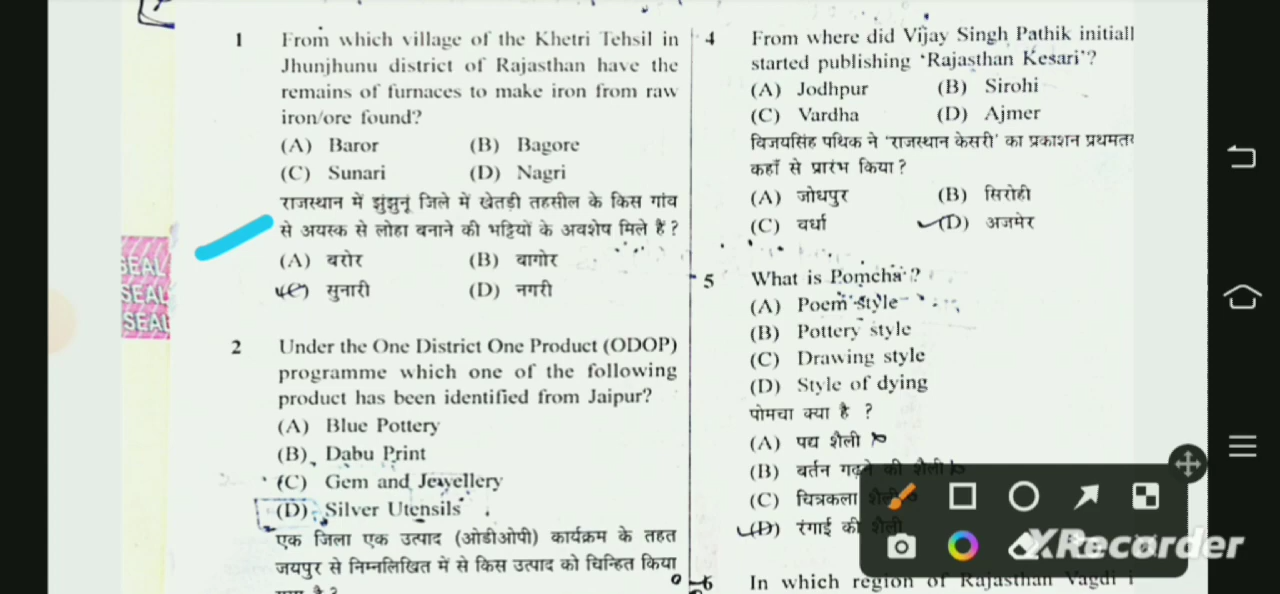 1
From which village of the Khetri Tehsil in
Jhunjhunu district of Rajasthan have the
remains of furnaces to make iron from raw
iron/ore found?
(A) Baror (B) Bagore
(C) Sunari (D) Nagri
राजस्थान में झुंझुनूं जिले में खेतड़ी तहसील के किस गांव
से अयस्क से लोहा बनाने की भट्टियों के अवशेष मिले हैं ?
(A) बरोर (B) बागोर
(C) सुनारी (D) नगरी
SEAL
SEAL
SEAL
2
Under the One District One Product (ODOP)
programme which one of the following
product has been identified from Jaipur?
(A) Blue Pottery
(B) Dabu Print
(C) Gem and Jewellery
(D) Silver Utensils
एक जिला एक उत्पाद (ओडीओपी) कार्यक्रम के तहत
जयपुर से निम्नलिखित में से किस उत्पाद को चिन्हित किया
4
From where did Vijay Singh Pathik initiall
started publishing 'Rajasthan Kesari'?
(A) Jodhpur (B) Sirohi
(C) Vardha (D) Ajmer
विजयसिंह पथिक ने 'राजस्थान केसरी' का प्रकाशन प्रथमत
कहाँ से प्रारंभ किया ?
(A) जोधपुर (B) सिरोही
(C) वर्धा (D) अजमेर
5
What is Pomcha ?
(A) Poem style
(B) Pottery style
(C) Drawing style
(D) Style of dying
पोमचा क्या है ?
(A) पद्य शैली
(B) बर्तन गढ़ने की शैली
(C) चित्रकला शैली
(D) रंगाई की शैली
6
In which region of Rajasthan Vagdi i
XRecorder